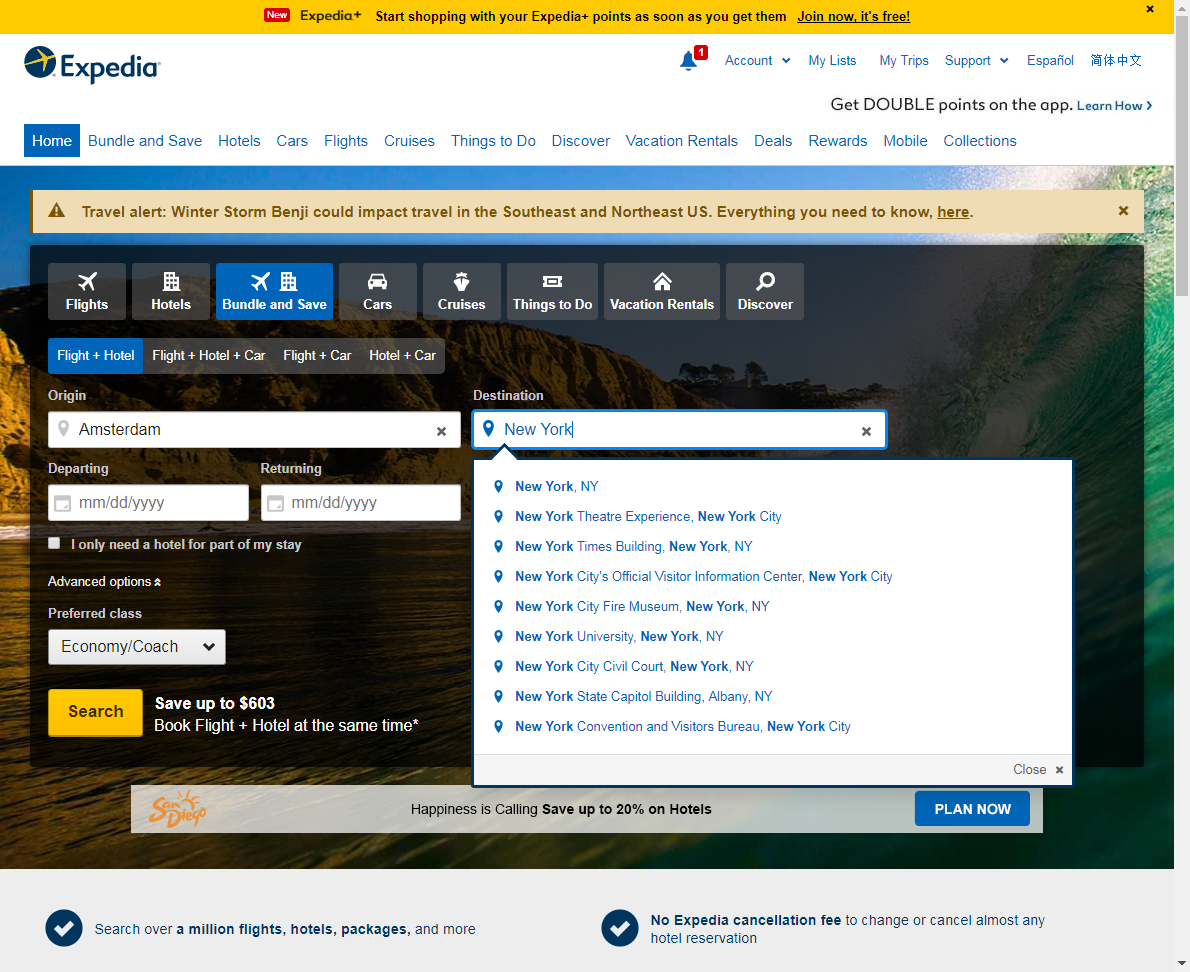 New Expedia+ Start shopping with your Expedia+ points as soon as you get them Join now, it's free!
Expedia
1 Account My Lists My Trips Support Español 简体中文
Get DOUBLE points on the app. Learn How
Home Bundle and Save Hotels Cars Flights Cruises Things to Do Discover Vacation Rentals Deals Rewards Mobile Collections
Travel alert: Winter Storm Benji could impact travel in the Southeast and Northeast US. Everything you need to know, here.
Flights Hotels Bundle and Save Cars Cruises Things to Do Vacation Rentals Discover
Flight + Hotel Flight + Hotel + Car Flight + Car Hotel + Car
Origin Destination
Amsterdam New York
Departing Returning
mm/dd/yyyy mm/dd/yyyy
I only need a hotel for part of my stay
Advanced options
Preferred class
Economy/Coach
Search
Save up to $603
Book Flight + Hotel at the same time*
New York, NY
New York Theatre Experience, New York City
New York Times Building, New York, NY
New York City's Official Visitor Information Center, New York City
New York City Fire Museum, New York, NY
New York University, New York, NY
New York City Civil Court, New York, NY
New York State Capitol Building, Albany, NY
New York Convention and Visitors Bureau, New York City
Close
San Diego Happiness is Calling Save up to 20% on Hotels PLAN NOW
Search over a million flights, hotels, packages, and more
No Expedia cancellation fee to change or cancel almost any
hotel reservation